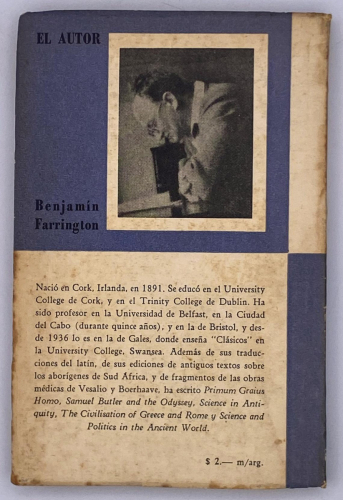 EL AUTOR
Benjamín
Farrington
Nació en Cork, Irlanda, en 1891. Se educó en el University
College de Cork, y en el Trinity College de Dublin. Ha
sido profesor en la Universidad de Belfast, en la Ciudad
del Cabo (durante quince años), y en la de Bristol, y des-
de 1936 lo es en la de Gales, donde enseña "Clásicos" en
la University College, Swansea. Además de sus traduc-
ciones del latín, de sus ediciones de antiguos textos sobre
los aborígenes de Sud Africa, y de fragmentos de las obras
médicas de Vesalio y Boerhaave, ha escrito Primum Graius
Homo, Samuel Butler and the Odyssey, Science in Anti-
quity, The Civilisation of Greece and Rome y Science and
Politics in the Ancient World.
$ 2.— m/arg.